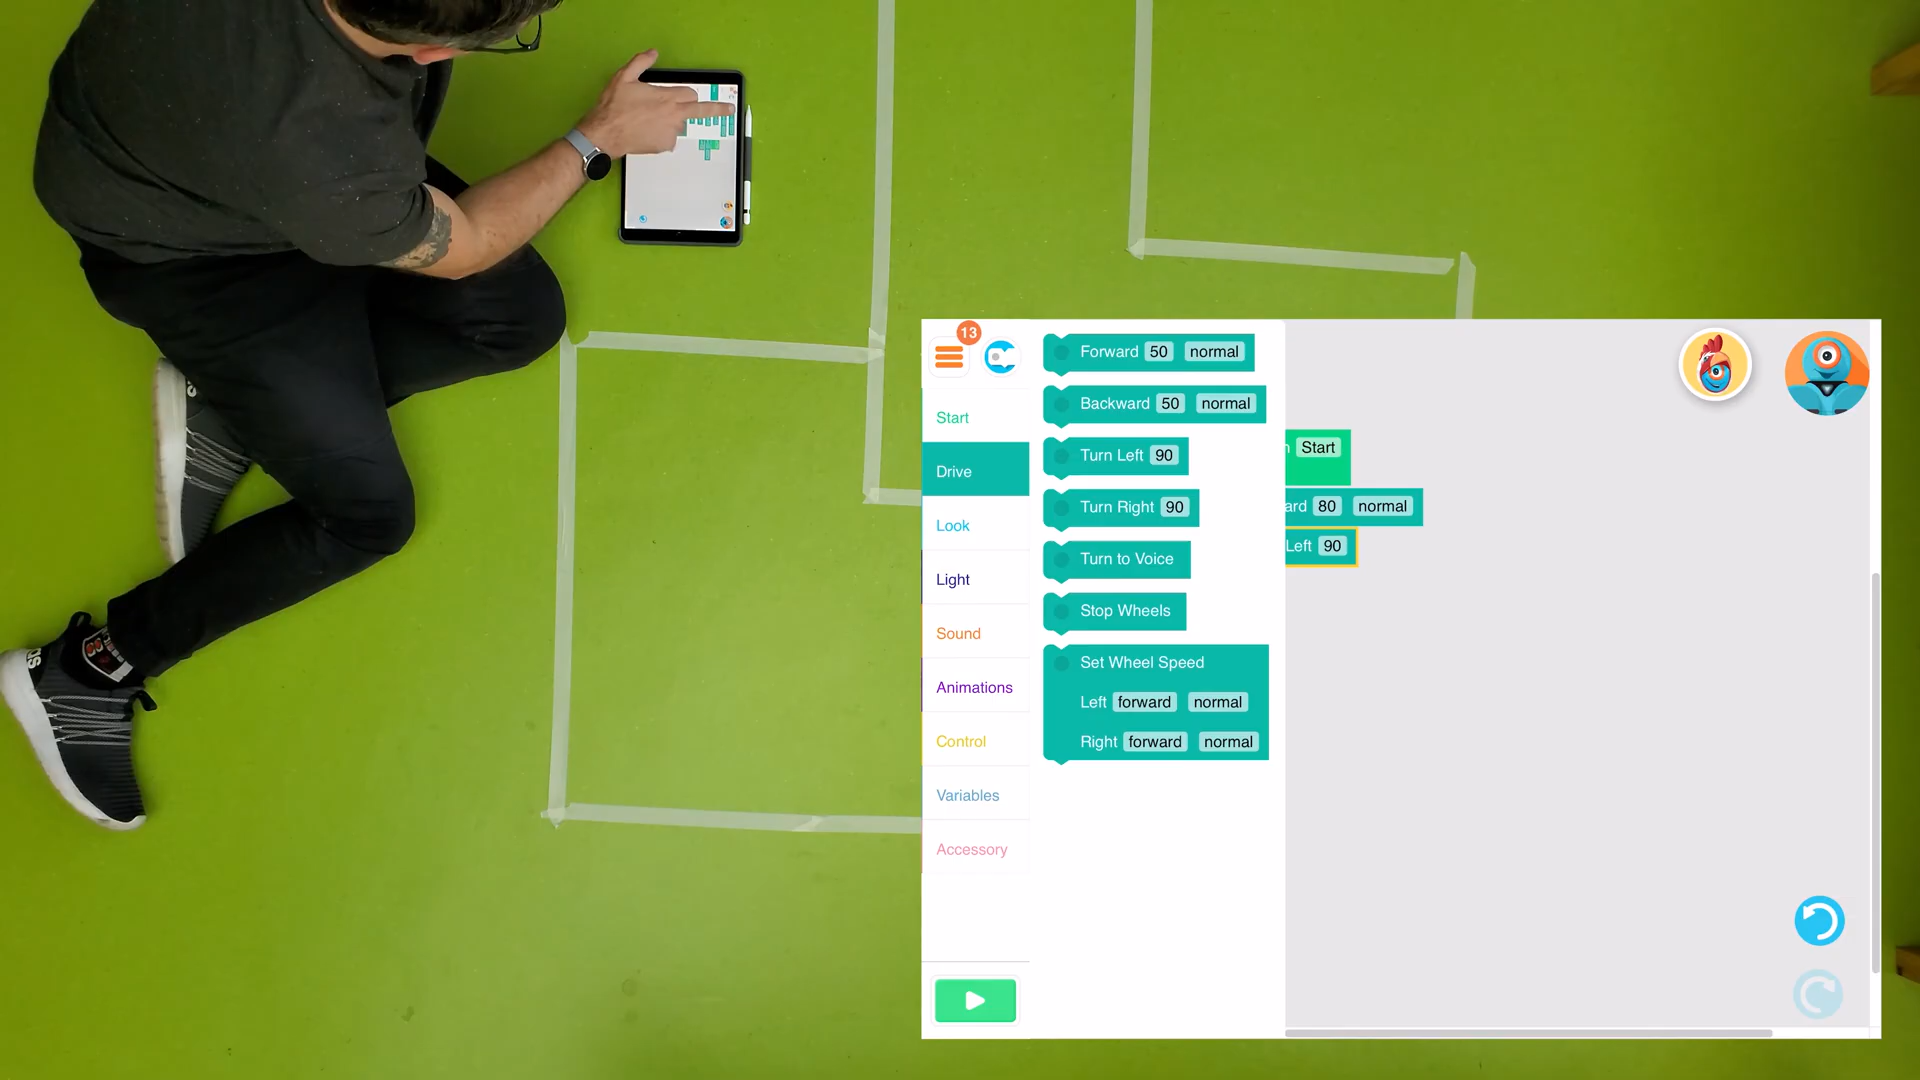 13
Forward 50 normal
Backward 50 normal
Turn Left 90
Turn Right 90
Turn to Voice
Stop Wheels
Set Wheel Speed
Left forward normal
Right forward normal
Start
Drive
Look
Light
Sound
Animations
Control
Variables
Accessory
Start
ard 80 normal
Left 90